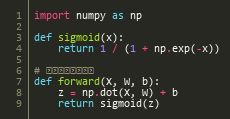 1 import numpy as np
2
3 def sigmoid(x):
4     return 1 / (1 + np.exp(-x))
5
6 #
7 def forward(X, W, b):
8     z = np.dot(X, W) + b
9     return sigmoid(z)